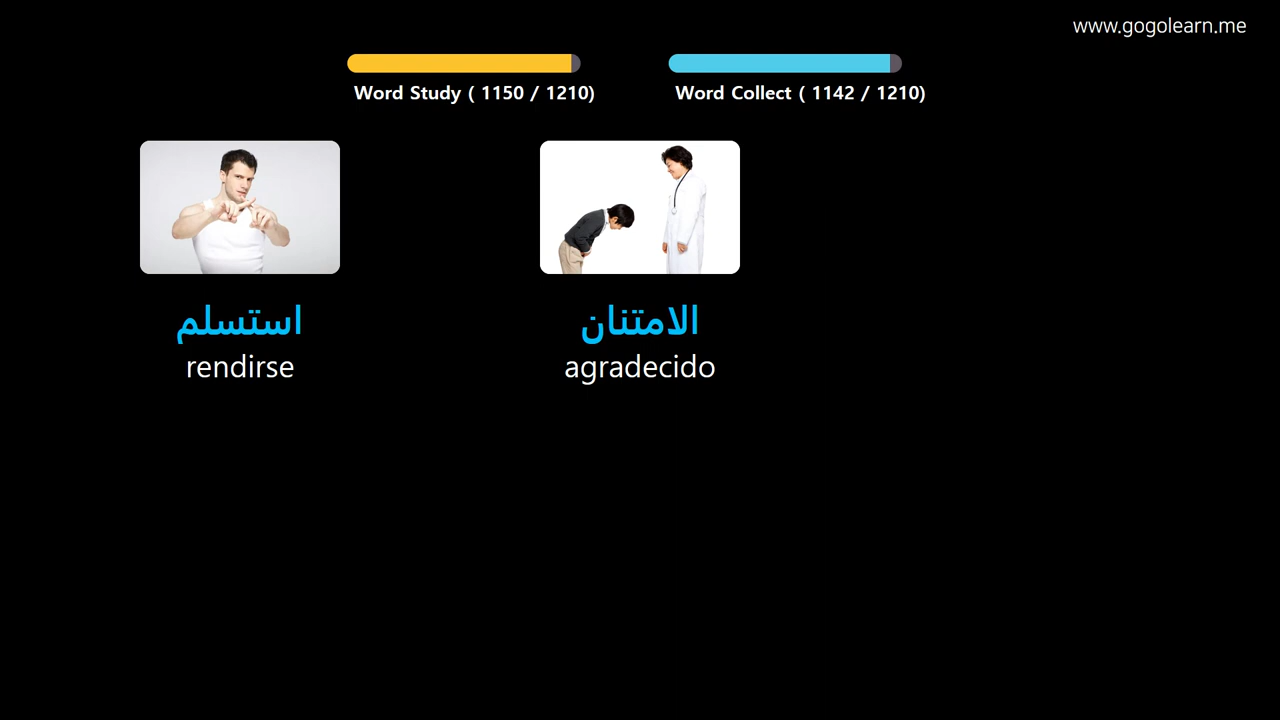 www.gogolearn.me
Word Study ( 1150 / 1210)
Word Collect ( 1142 / 1210)
استسلم
rendirse
الامتنان
agradecido